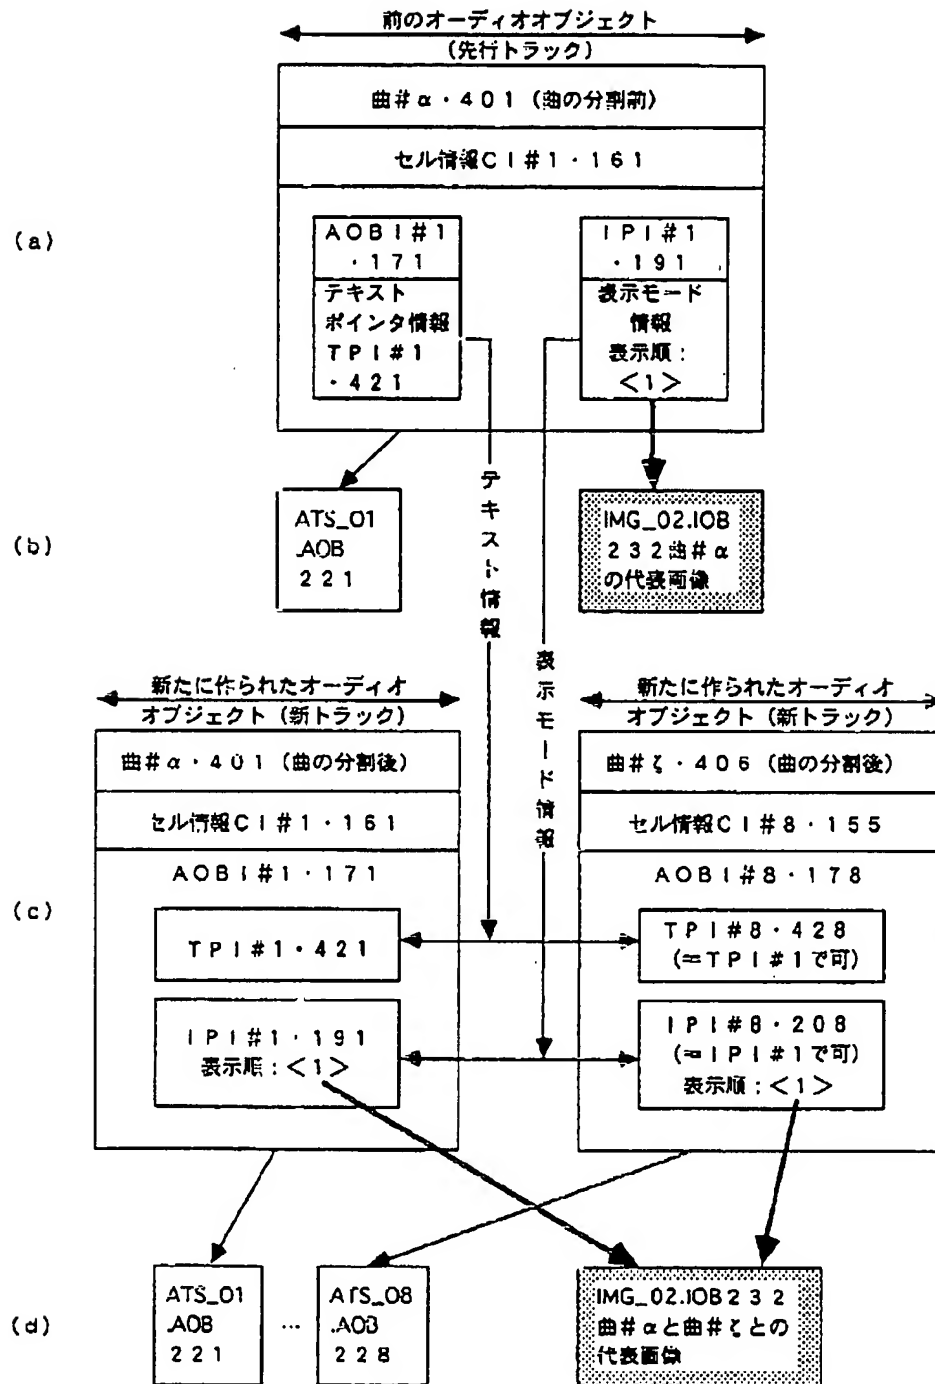 前のオーディオオブジェクト
(先行トラック)
曲#α・401(曲の分割前)
セル情報CI#1・161
(a)
AOBI#1
・171
テキスト
ポインタ情報
TPI#1
・421
IPI#1
・191
表示モード
情報
表示順:
<1>
(b)
ATS_01
.AOB
221
テキスト情報
IMG_02.IOB
232曲#α
の代表画像
表示モード情報
新たに作られたオーディオ
オブジェクト(新トラック)
曲#α・401(曲の分割後)
セル情報CI#1・161
AOBI#1・171
(c)
TPI#1・421
IPI#1・191
表示順:<1>
新たに作られたオーディオ
オブジェクト(新トラック)
曲#ζ・406(曲の分割後)
セル情報CI#8・155
AOBI#8・178
TPI#8・428
(=TPI#1で可)
IPI#8・208
(=IPI#1で可)
表示順:<1>
(d)
ATS_01
.AOB
221
…
ATS_08
.AOB
228
IMG_02.IOB232
曲#αと曲#ζとの
代表画像